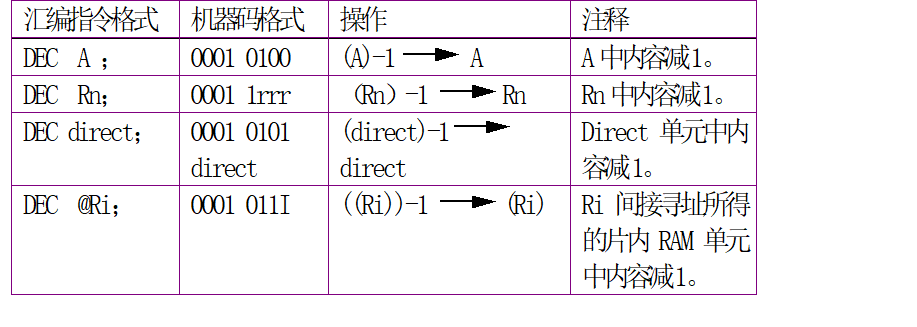 汇编指令格式 机器码格式 操作 注释
DEC A ; 0001 0100 (A)-1 → A A中内容减1。
DEC Rn; 0001 1rrr (Rn) -1 → Rn Rn中内容减1。
DEC direct; 0001 0101 (direct)-1 → Direct 单元中内
direct direct 容减1。
DEC @Ri; 0001 011I ((Ri))-1 → (Ri) Ri 间接寻址所得
的片内 RAM 单元
中内容减1。